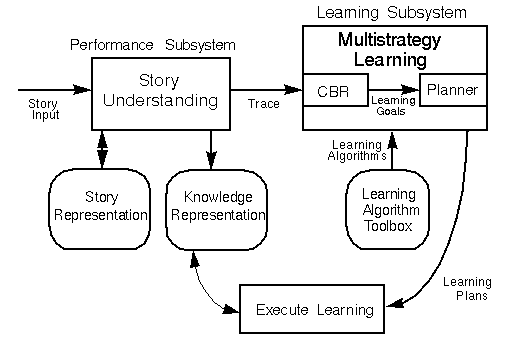 Learning Subsystem
Performance Subsystem
Multistrategy
Learning
Story
Understanding
CBR
Planner
Story
Input
Trace
Learning
Goals
Learning
Algorithms
Story
Representation
Knowledge
Representation
Learning
Algorithm
Toolbox
Learning
Plans
Execute Learning